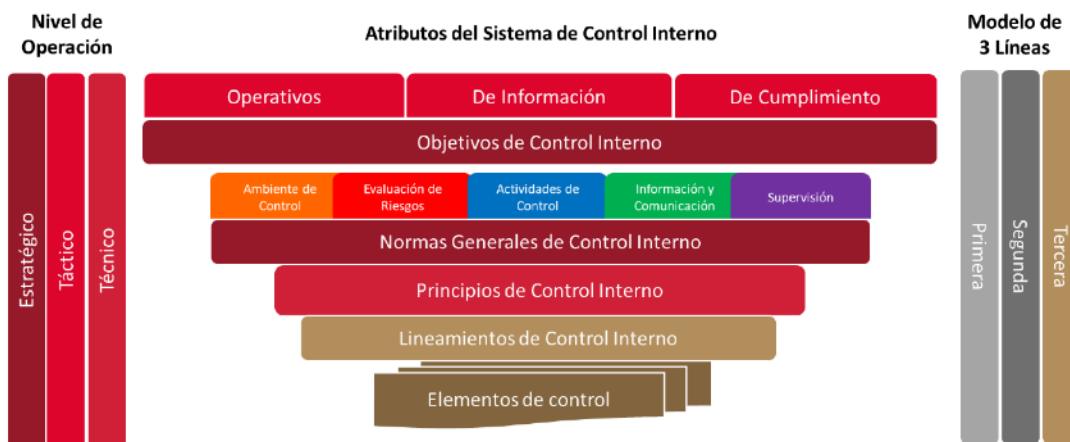 Nivel de
Operación
Atributos del Sistema de Control Interno
Modelo de
3 Líneas
Estratégico
Táctico
Técnico
Operativos
De Información
De Cumplimiento
Objetivos de Control Interno
Ambiente de
Control
Evaluación de
Riesgos
Actividades de
Control
Información y
Comunicación
Supervisión
Normas Generales de Control Interno
Principios de Control Interno
Lineamientos de Control Interno
Elementos de control
Primera
Segunda
Tercera